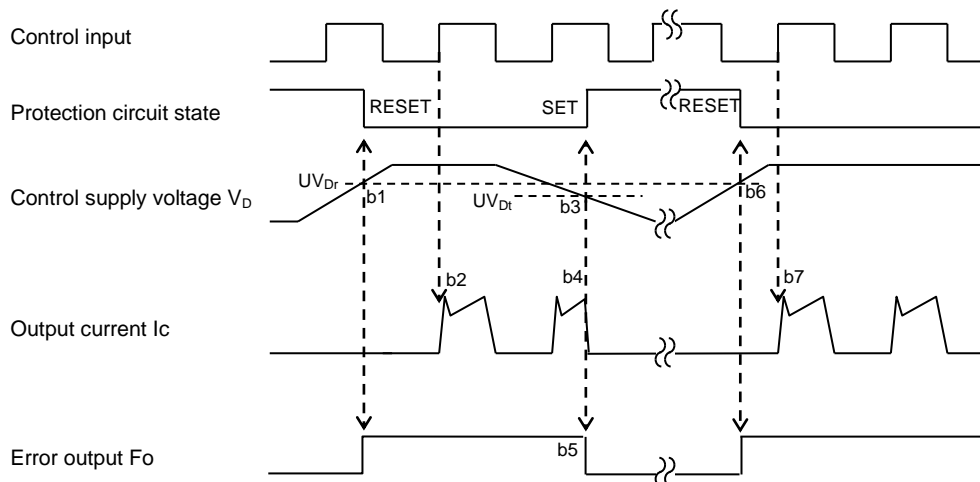 Control input
Protection circuit state
RESET
SET
RESET
Control supply voltage VD
UVDr
b1
UVDt
b3
b6
b2
b4
b7
Output current Ic
Error output Fo
b5